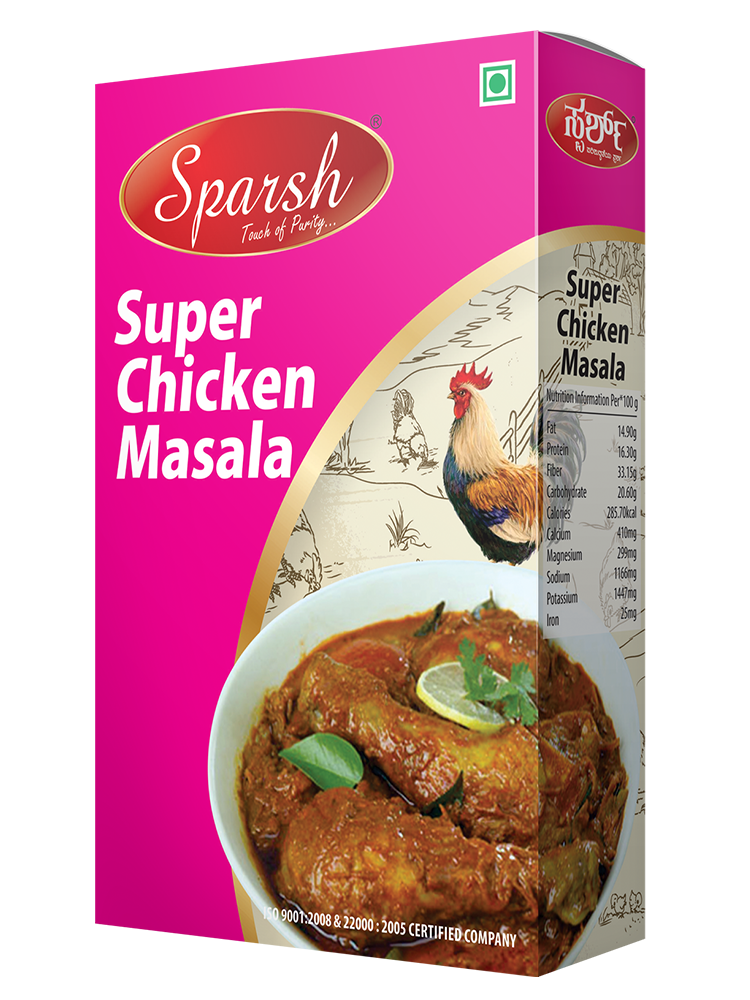 Sparsh
®
Touch of Purity...
Super
Chicken
Masala
ISO 9001:2008 & 22000 : 2005 CERTIFIED COMPANY
ಸ್ಪರ್ಶ್
Super
Chicken
Masala
Nutrition Information Per*100 g
Fat 14.90g
Protein 16.30g
Fiber 33.15g
Carbohydrate 20.60g
Calories 285.70kcal
Calcium 410mg
Magnesium 299mg
Sodium 1166mg
Potassium 1447mg
Iron 25mg